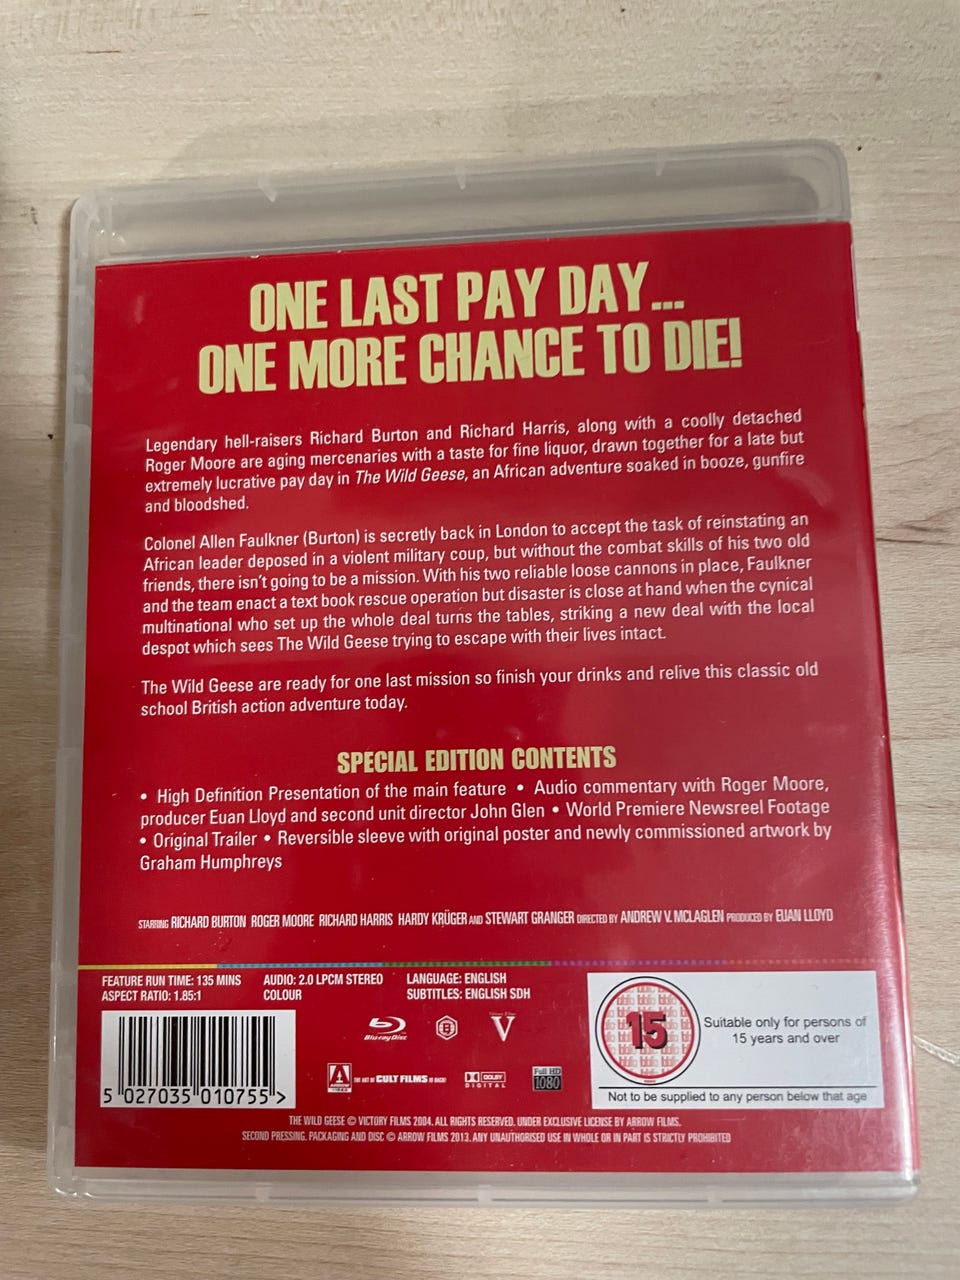 ONE LAST PAY DAY...
ONE MORE CHANCE TO DIE!
Legendary hell-raisers Richard Burton and Richard Harris, along with a coolly detached
Roger Moore are aging mercenaries with a taste for fine liquor, drawn together for a late but
extremely lucrative pay day in The Wild Geese, an African adventure soaked in booze, gunfire
and bloodshed.
Colonel Allen Faulkner (Burton) is secretly back in London to accept the task of reinstating an
African leader deposed in a violent military coup, but without the combat skills of his two old
friends, there isn't going to be a mission. With his two reliable loose cannons in place, Faulkner
and the team enact a text book rescue operation but disaster is close at hand when the cynical
multinational who set up the whole deal turns the tables, striking a new deal with the local
despot which sees The Wild Geese trying to escape with their lives intact.
The Wild Geese are ready for one last mission so finish your drinks and relive this classic old
school British action adventure today.
SPECIAL EDITION CONTENTS
• High Definition Presentation of the main feature • Audio commentary with Roger Moore,
producer Euan Lloyd and second unit director John Glen • World Premiere Newsreel Footage
• Original Trailer • Reversible sleeve with original poster and newly commissioned artwork by
Graham Humphreys
STARRING RICHARD BURTON ROGER MOORE RICHARD HARRIS HARDY KRÜGER AND STEWART GRANGER DIRECTED BY ANDREW V. MCLAGLEN PRODUCED BY EUAN LLOYD
FEATURE RUN TIME: 135 MINS
ASPECT RATIO: 1.85:1
AUDIO: 2.0 LPCM STEREO
COLOUR
LANGUAGE: ENGLISH
SUBTITLES: ENGLISH SDH
Blu-ray Disc
B
V
15
Suitable only for persons of
15 years and over
Not to be supplied to any person below that age
5 027035 010755 >
ARROW
THE ART OF CULT FILMS IS BACK!
DOLBY
DIGITAL
Full HD
1080
THE WILD GEESE © VICTORY FILMS 2004. ALL RIGHTS RESERVED. UNDER EXCLUSIVE LICENSE BY ARROW FILMS.
SECOND PRESSING. PACKAGING AND DISC © ARROW FILMS 2013. ANY UNAUTHORISED USE IN WHOLE OR IN PART IS STRICTLY PROHIBITED